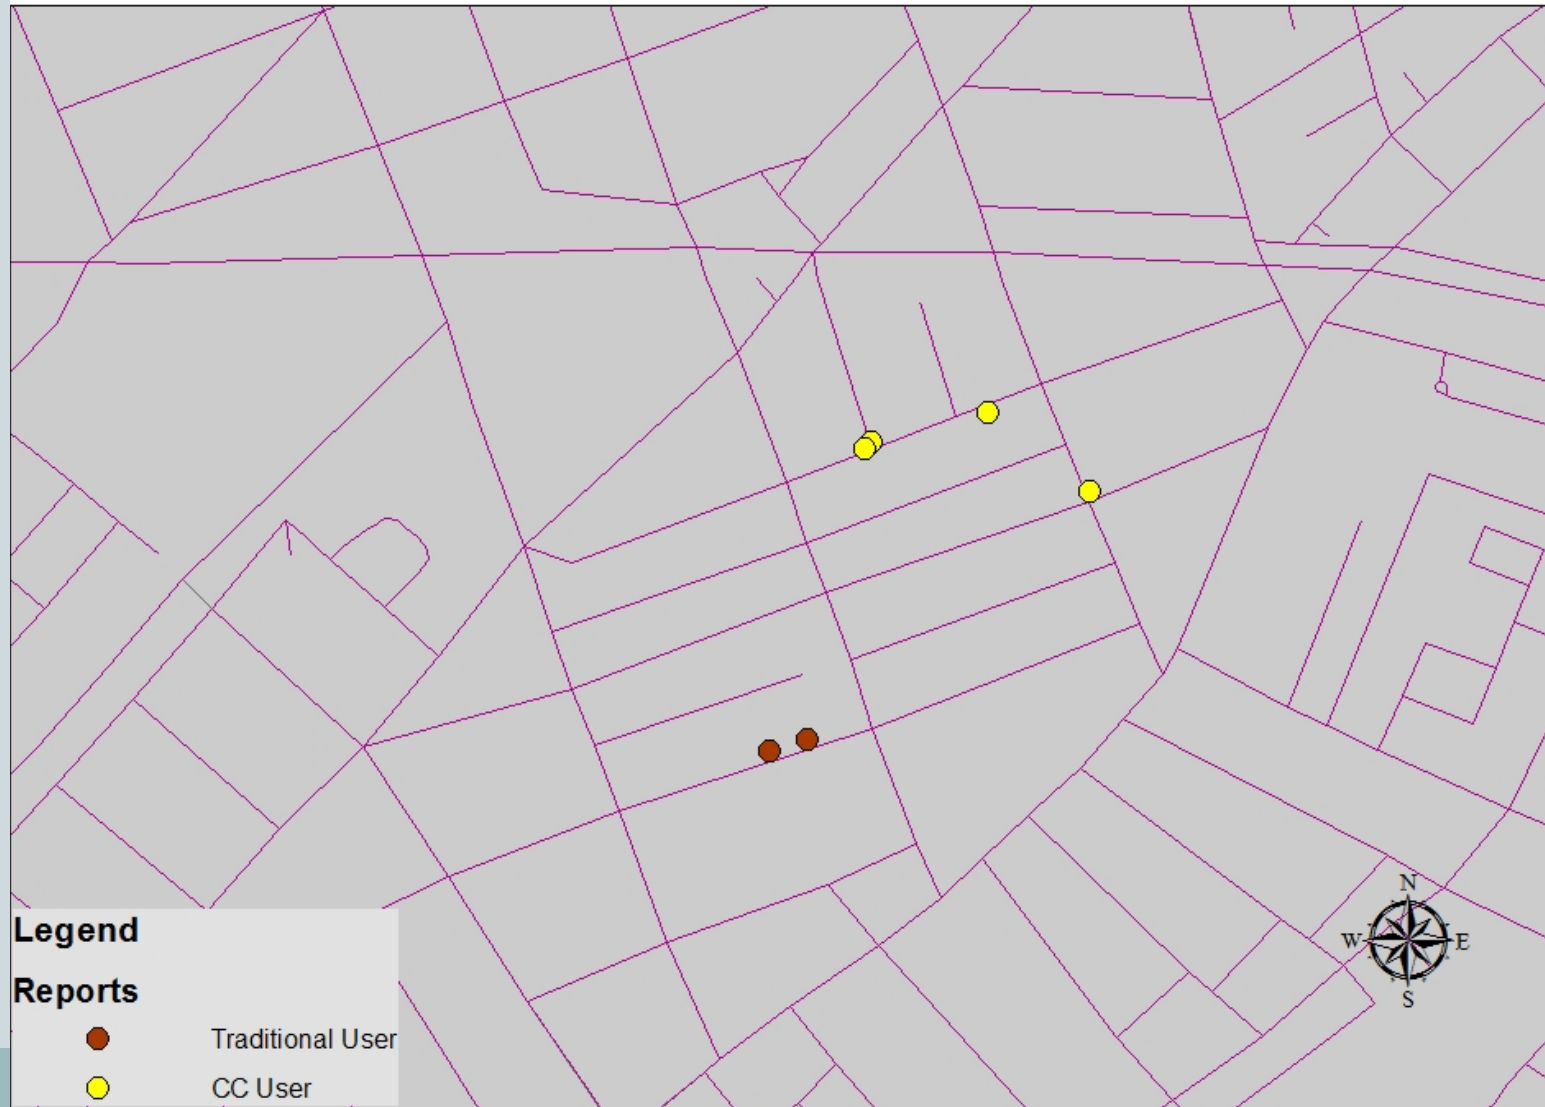 N
W E
S
Legend
Reports
Traditional User
CC User